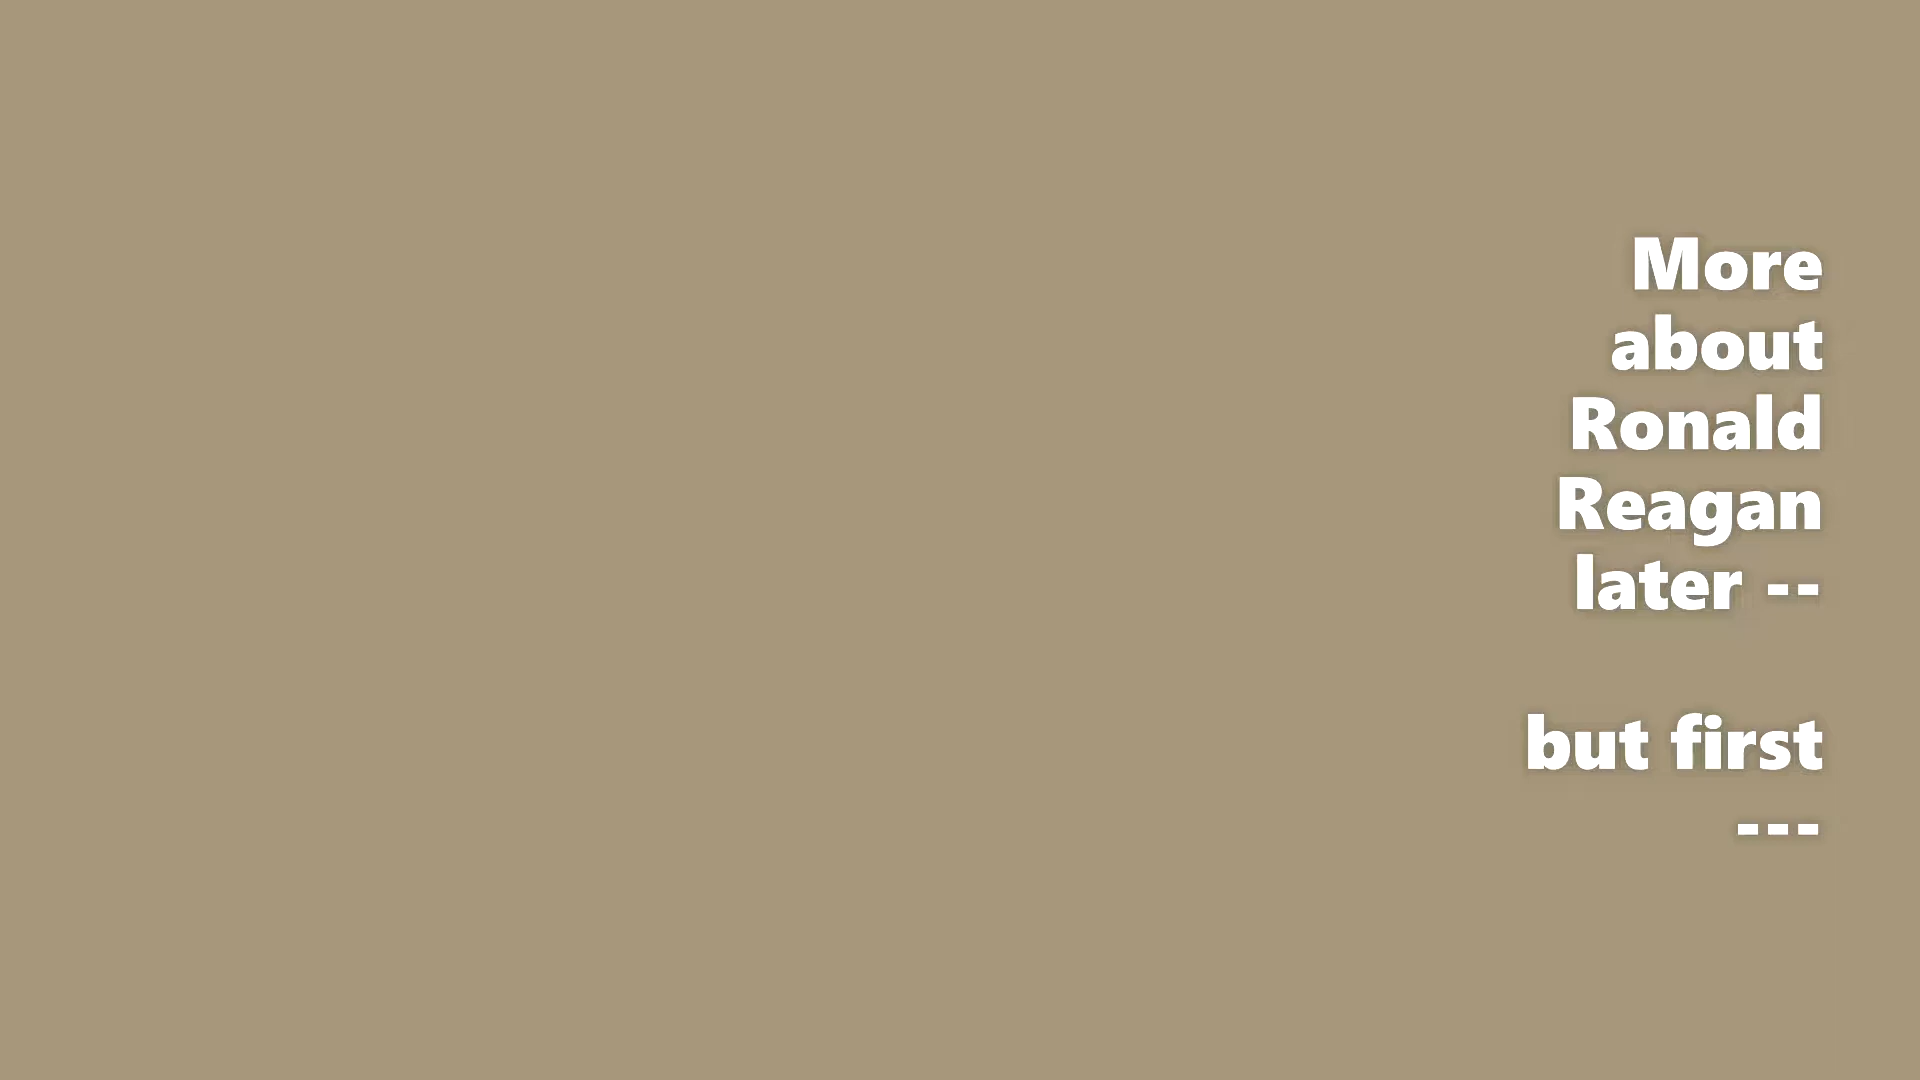 More
about
Ronald
Reagan
later --
but first
---